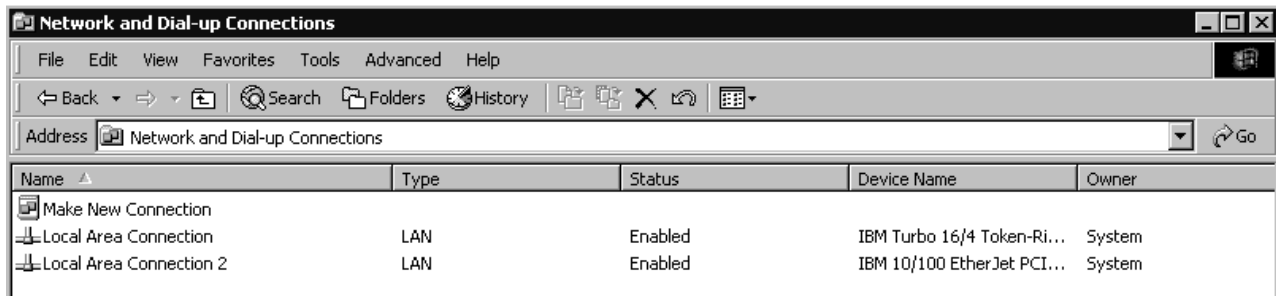 Network and Dial-up Connections
File Edit View Favorites Tools Advanced Help
Back Search Folders History
Address Network and Dial-up Connections Go
Name Type Status Device Name Owner
Make New Connection
Local Area Connection LAN Enabled IBM Turbo 16/4 Token-Ri... System
Local Area Connection 2 LAN Enabled IBM 10/100 EtherJet PCI... System